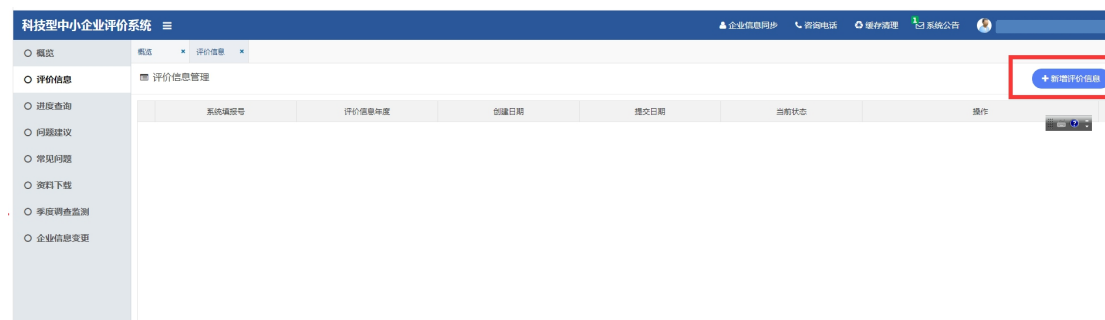 科技型中小企业评价系统
企业信息同步 咨询电话 缓存清理 1 系统公告
概览
评价信息
进度查询
问题建议
常见问题
资料下载
季度调查监测
企业信息变更
概览 × 评价信息 ×
评价信息管理
+新增评价信息
系统填报号 评价信息年度 创建日期 提交日期 当前状态 操作